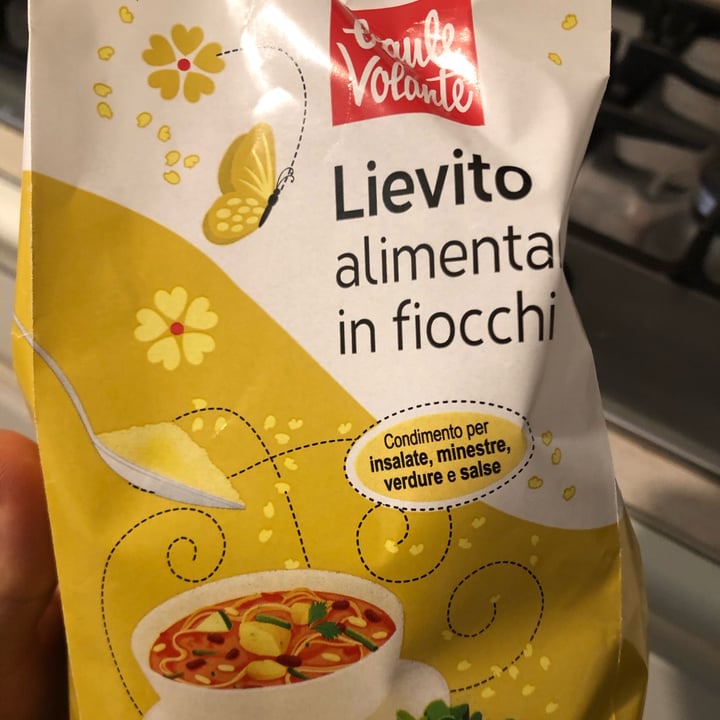 baule
Volante
Lievito
alimenta
in fiocchi
Condimento per
insalate, minestre,
verdure e salse